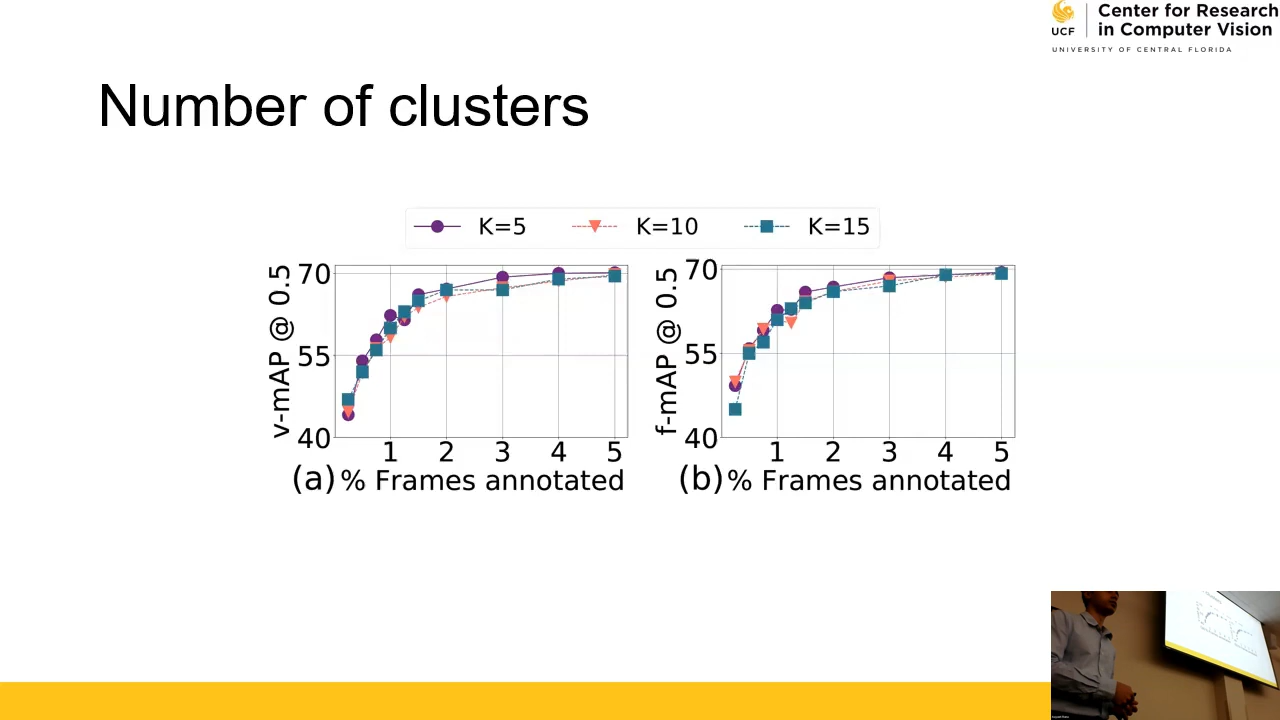 UCF
Center for Research
in Computer Vision
UNIVERSITY OF CENTRAL FLORIDA
Number of clusters
K=5 K=10 K=15
v-mAP @ 0.5
70
55
40
1 2 3 4 5
(a) % Frames annotated
f-mAP @ 0.5
70
55
40
1 2 3 4 5
(b) % Frames annotated